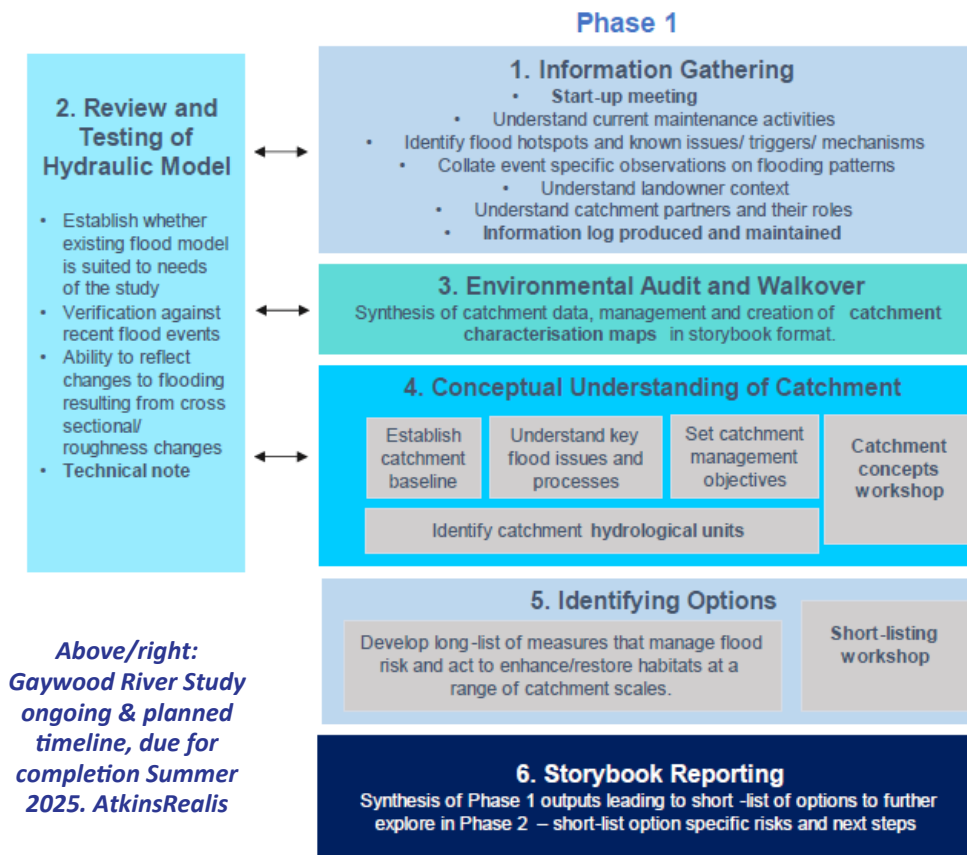 Phase 1
2. Review and
Testing of
Hydraulic Model
• Establish whether
existing flood model
is suited to needs
of the study
• Verification against
recent flood events
• Ability to reflect
changes to flooding
resulting from cross
sectional/
roughness changes
• Technical note
1. Information Gathering
• Start-up meeting
• Understand current maintenance activities
• Identify flood hotspots and known issues/ triggers/ mechanisms
• Collate event specific observations on flooding patterns
• Understand landowner context
• Understand catchment partners and their roles
• Information log produced and maintained
3. Environmental Audit and Walkover
Synthesis of catchment data, management and creation of catchment
characterisation maps in storybook format.
4. Conceptual Understanding of Catchment
Establish
catchment
baseline
Understand key
flood issues and
processes
Set catchment
management
objectives
Catchment
concepts
workshop
Identify catchment hydrological units
5. Identifying Options
Develop long-list of measures that manage flood
risk and act to enhance/restore habitats at a
range of catchment scales.
Short-listing
workshop
6. Storybook Reporting
Synthesis of Phase 1 outputs leading to short -list of options to further
explore in Phase 2 – short-list option specific risks and next steps
Above/right:
Gaywood River Study
ongoing & planned
timeline, due for
completion Summer
2025. AtkinsRealis